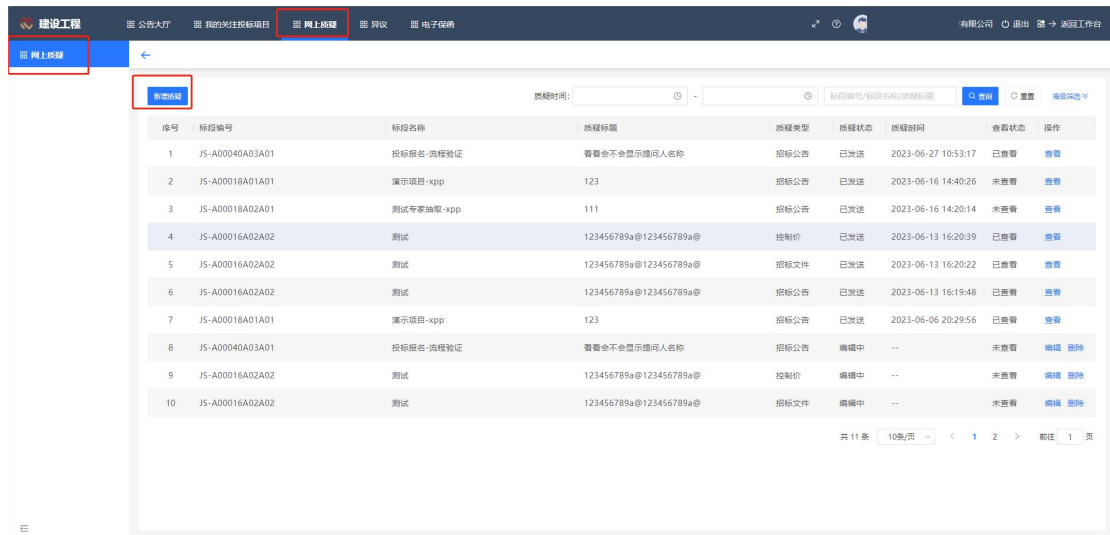 建设工程 公告大厅 我的关注投标项目 网上质疑 异议 电子保函 有限公司 退出 返回工作台
网上质疑
新增质疑 质疑时间: - 标段编号/标段名称/质疑标题 查询 重置 高级筛选
序号 标段编号 标段名称 质疑标题 质疑类型 质疑状态 质疑时间 查看状态 操作
1 JS-A00040A03A01 投标报名-流程验证 看看会不会显示提问人名称 招标公告 已发送 2023-06-27 10:53:17 已查看 查看
2 JS-A00018A01A01 演示项目-xpp 123 招标公告 已发送 2023-06-16 14:40:26 未查看 查看
3 JS-A00018A02A01 测试专家抽取-xpp 111 招标公告 已发送 2023-06-16 14:20:14 未查看 查看
4 JS-A00016A02A02 测试 123456789a@123456789a@ 控制价 已发送 2023-06-13 16:20:39 已查看 查看
5 JS-A00016A02A02 测试 123456789a@123456789a@ 招标文件 已发送 2023-06-13 16:20:22 已查看 查看
6 JS-A00016A02A02 测试 123456789a@123456789a@ 招标公告 已发送 2023-06-13 16:19:48 已查看 查看
7 JS-A00018A01A01 演示项目-xpp 123 招标公告 已发送 2023-06-06 20:29:56 已查看 查看
8 JS-A00040A03A01 投标报名-流程验证 看看会不会显示提问人名称 招标公告 编辑中 -- 未查看 编辑 删除
9 JS-A00016A02A02 测试 123456789a@123456789a@ 控制价 编辑中 -- 未查看 编辑 删除
10 JS-A00016A02A02 测试 123456789a@123456789a@ 招标文件 编辑中 -- 未查看 编辑 删除
共 11 条 10条/页 < 1 2 > 前往 1 页